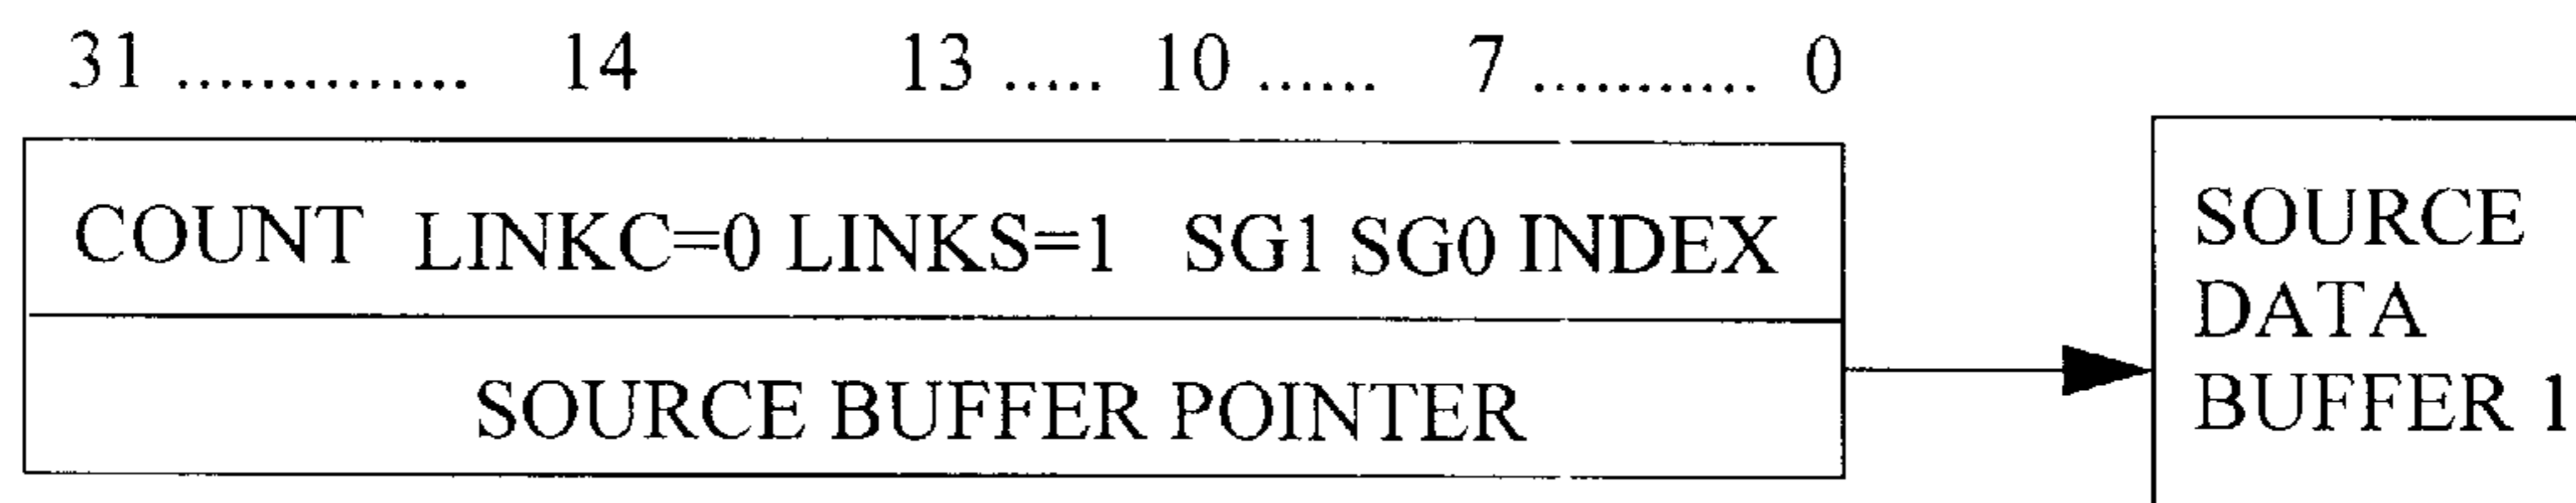 31 .............. 14 13 ..... 10 ...... 7 ........... 0
COUNT LINKC=0 LINKS=1 SG1 SG0 INDEX
SOURCE BUFFER POINTER
SOURCE
DATA
BUFFER 1